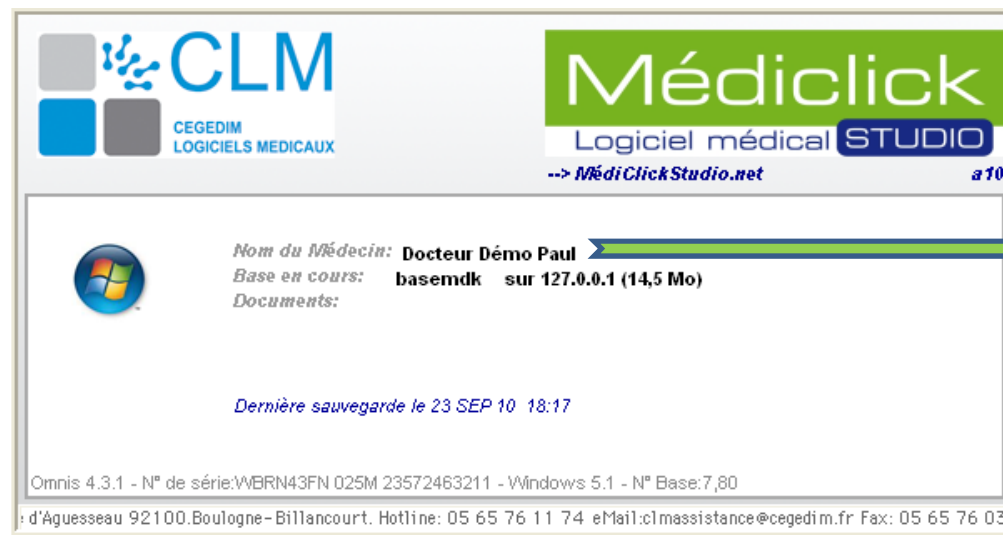 CLM
CEGEDIM
LOGICIELS MEDICAUX
Médiclick
Logiciel médical STUDIO
--> MédiClickStudio.net a10
Nom du Médecin: Docteur Démo Paul
Base en cours: basemdk sur 127.0.0.1 (14,5 Mo)
Documents:
Dernière sauvegarde le 23 SEP 10 18:17
Omnis 4.3.1 - N° de série:WBRN43FN 025M 23572463211 - Windows 5.1 - N° Base:7,80
d'Aguesseau 92100.Boulogne-Billancourt. Hotline: 05 65 76 11 74 eMail:clmassistance@cegedim.fr Fax: 05 65 76 03